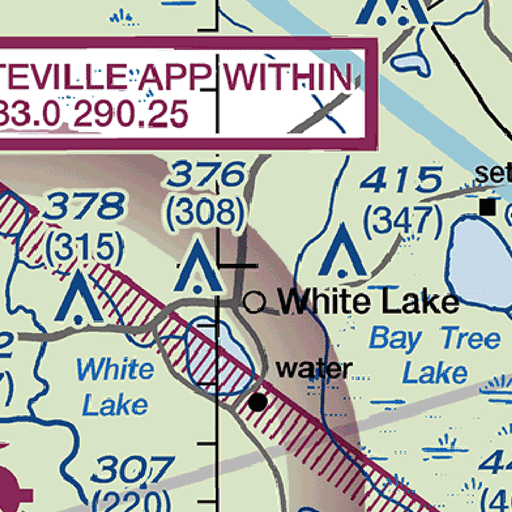 TEVILLE APP WITHIN
33.0 290.25
set
376
(308)
415
(347)
378
(315)
White Lake
Bay Tree
Lake
water
White
Lake
307
(220)